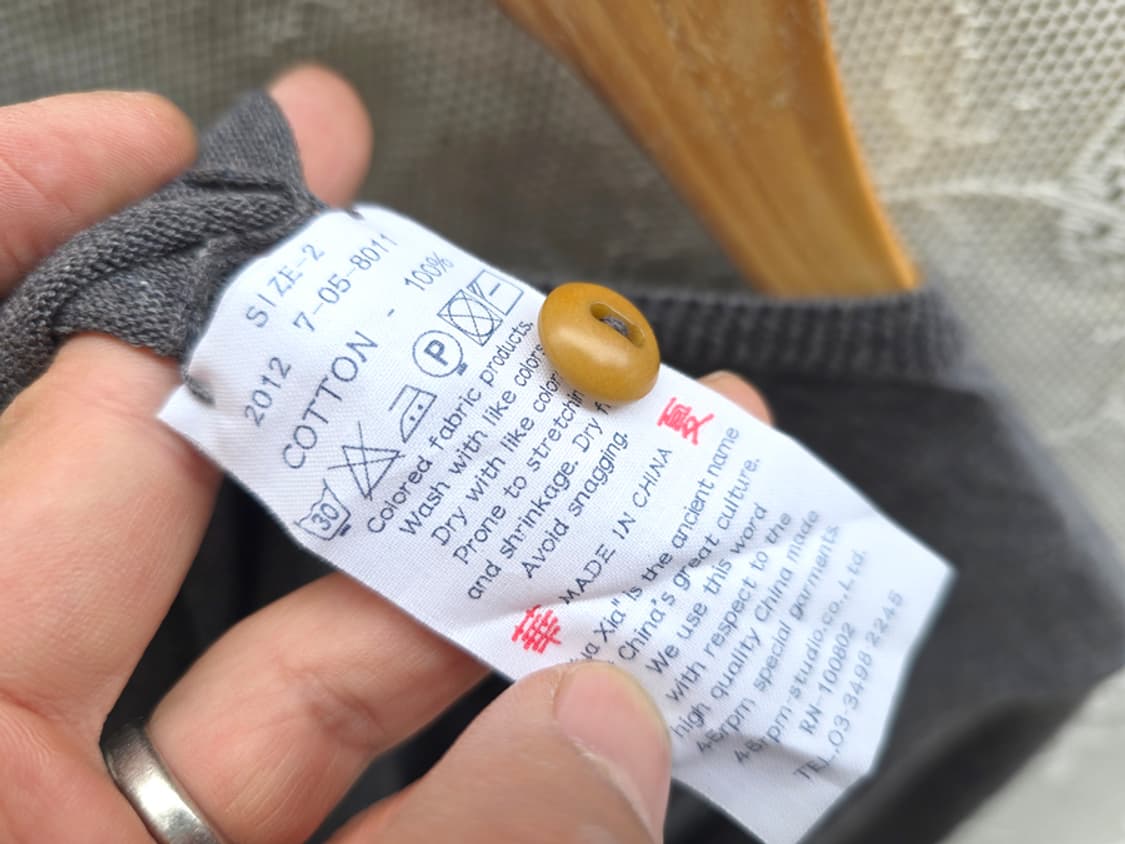 SIZE-2
2012 7-05-8011
COTTON - 100%
30 P
Colored fabric products.
Wash with like colors
Dry with like color
Prone to stretchin
and shrinkage. Dry f
Avoid snagging.
華 MADE IN CHINA 夏
ua Xia" is the ancient name
China's great culture.
We use this word
with respect to the
high quality China made
45rpm special garments.
45rpm-studio.co.,Ltd.
RN-100802
TEL.03-3498 2245